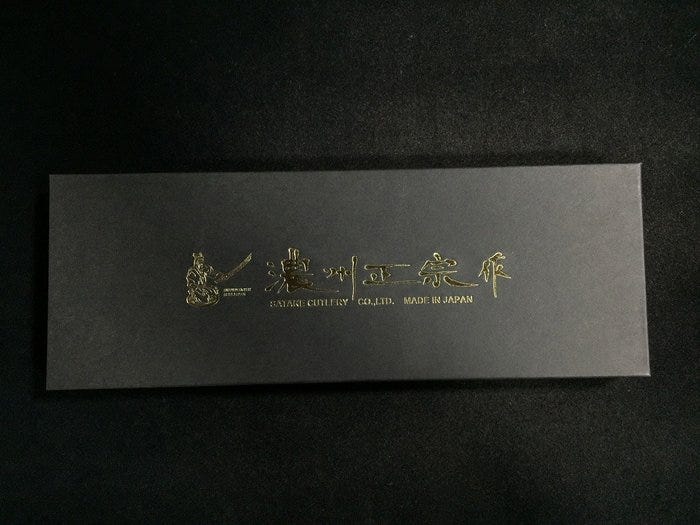 濃州正宗作
SATAKE CUTLERY CO.,LTD. MADE IN JAPAN